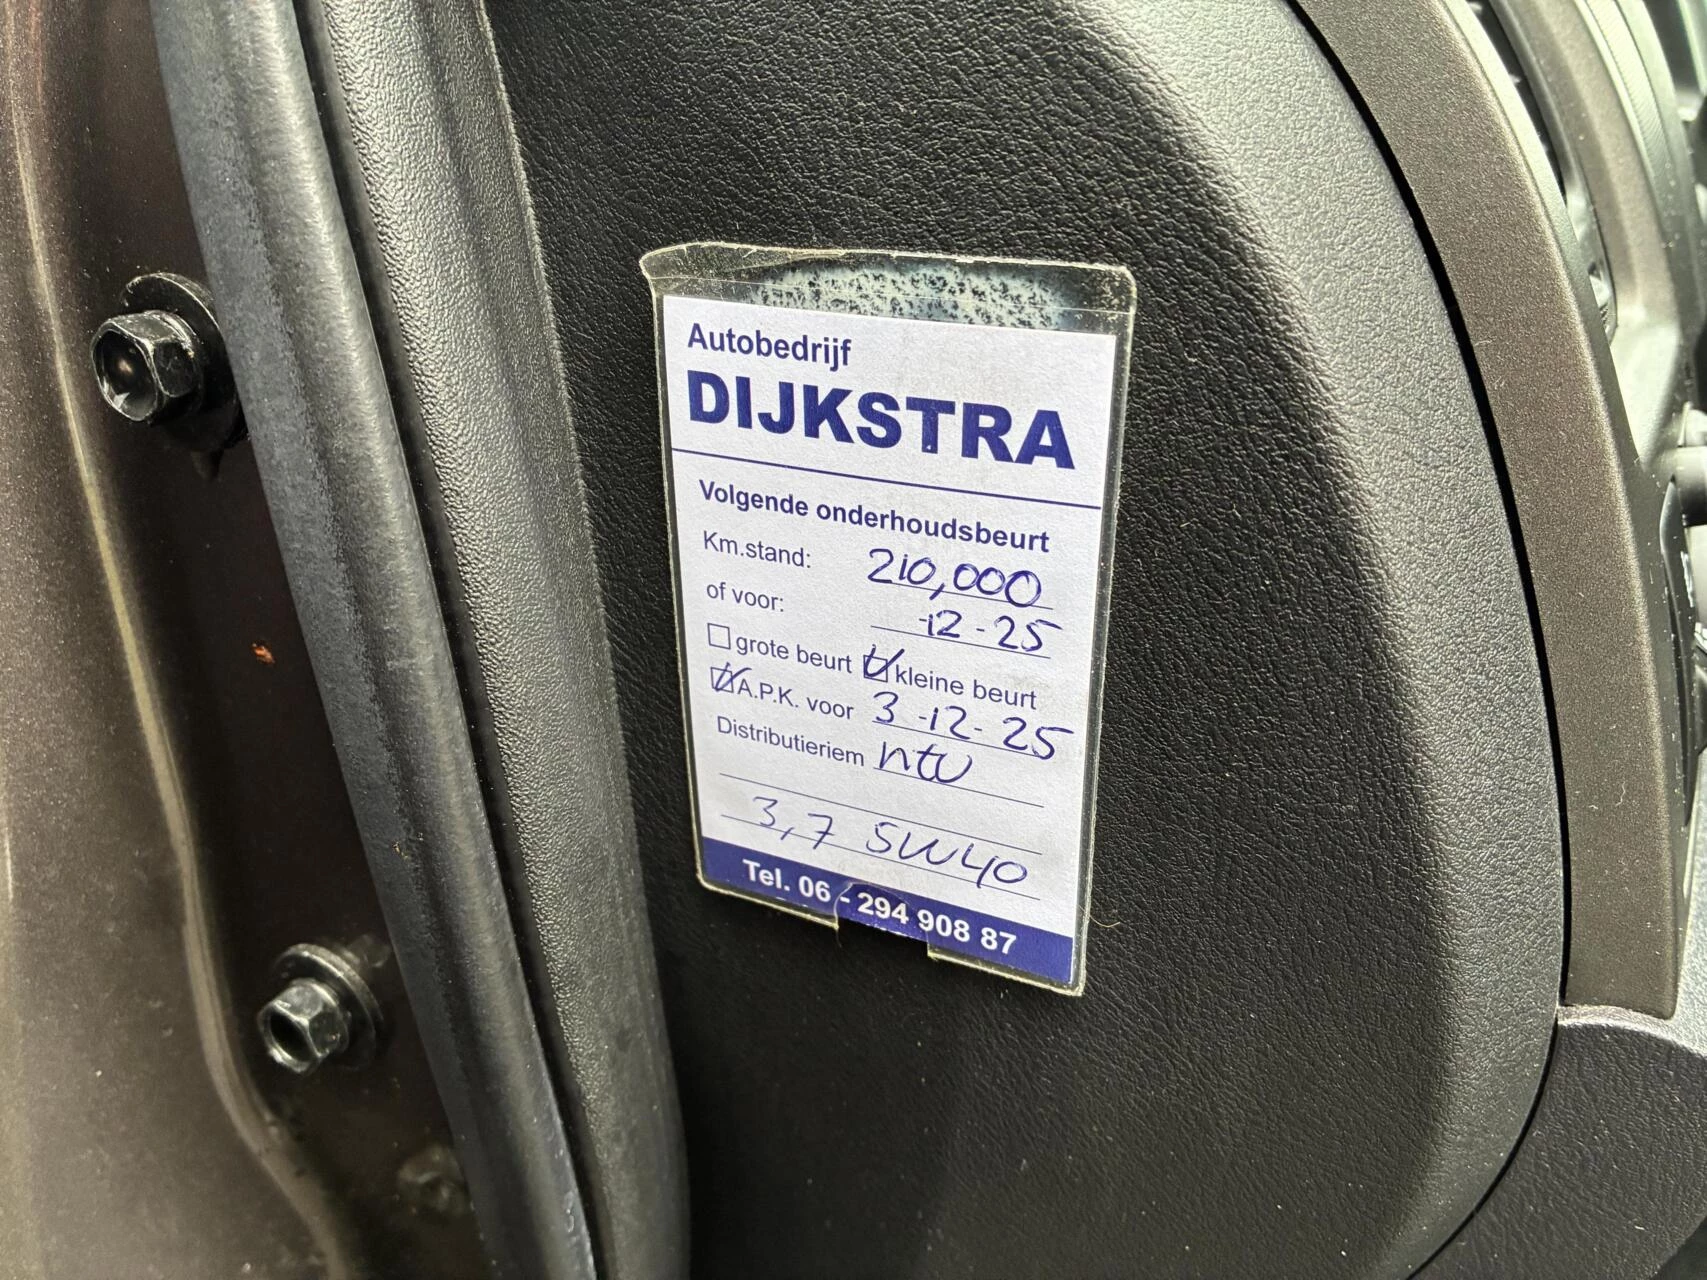 Autobedrijf
DIJKSTRA
Volgende onderhoudsbeurt
Km.stand: 210,000
of voor: -12-25
grote beurt kleine beurt
A.P.K. voor 3-12-25
Distributieriem ntv
3,7 5W40
Tel. 06 - 294 908 87